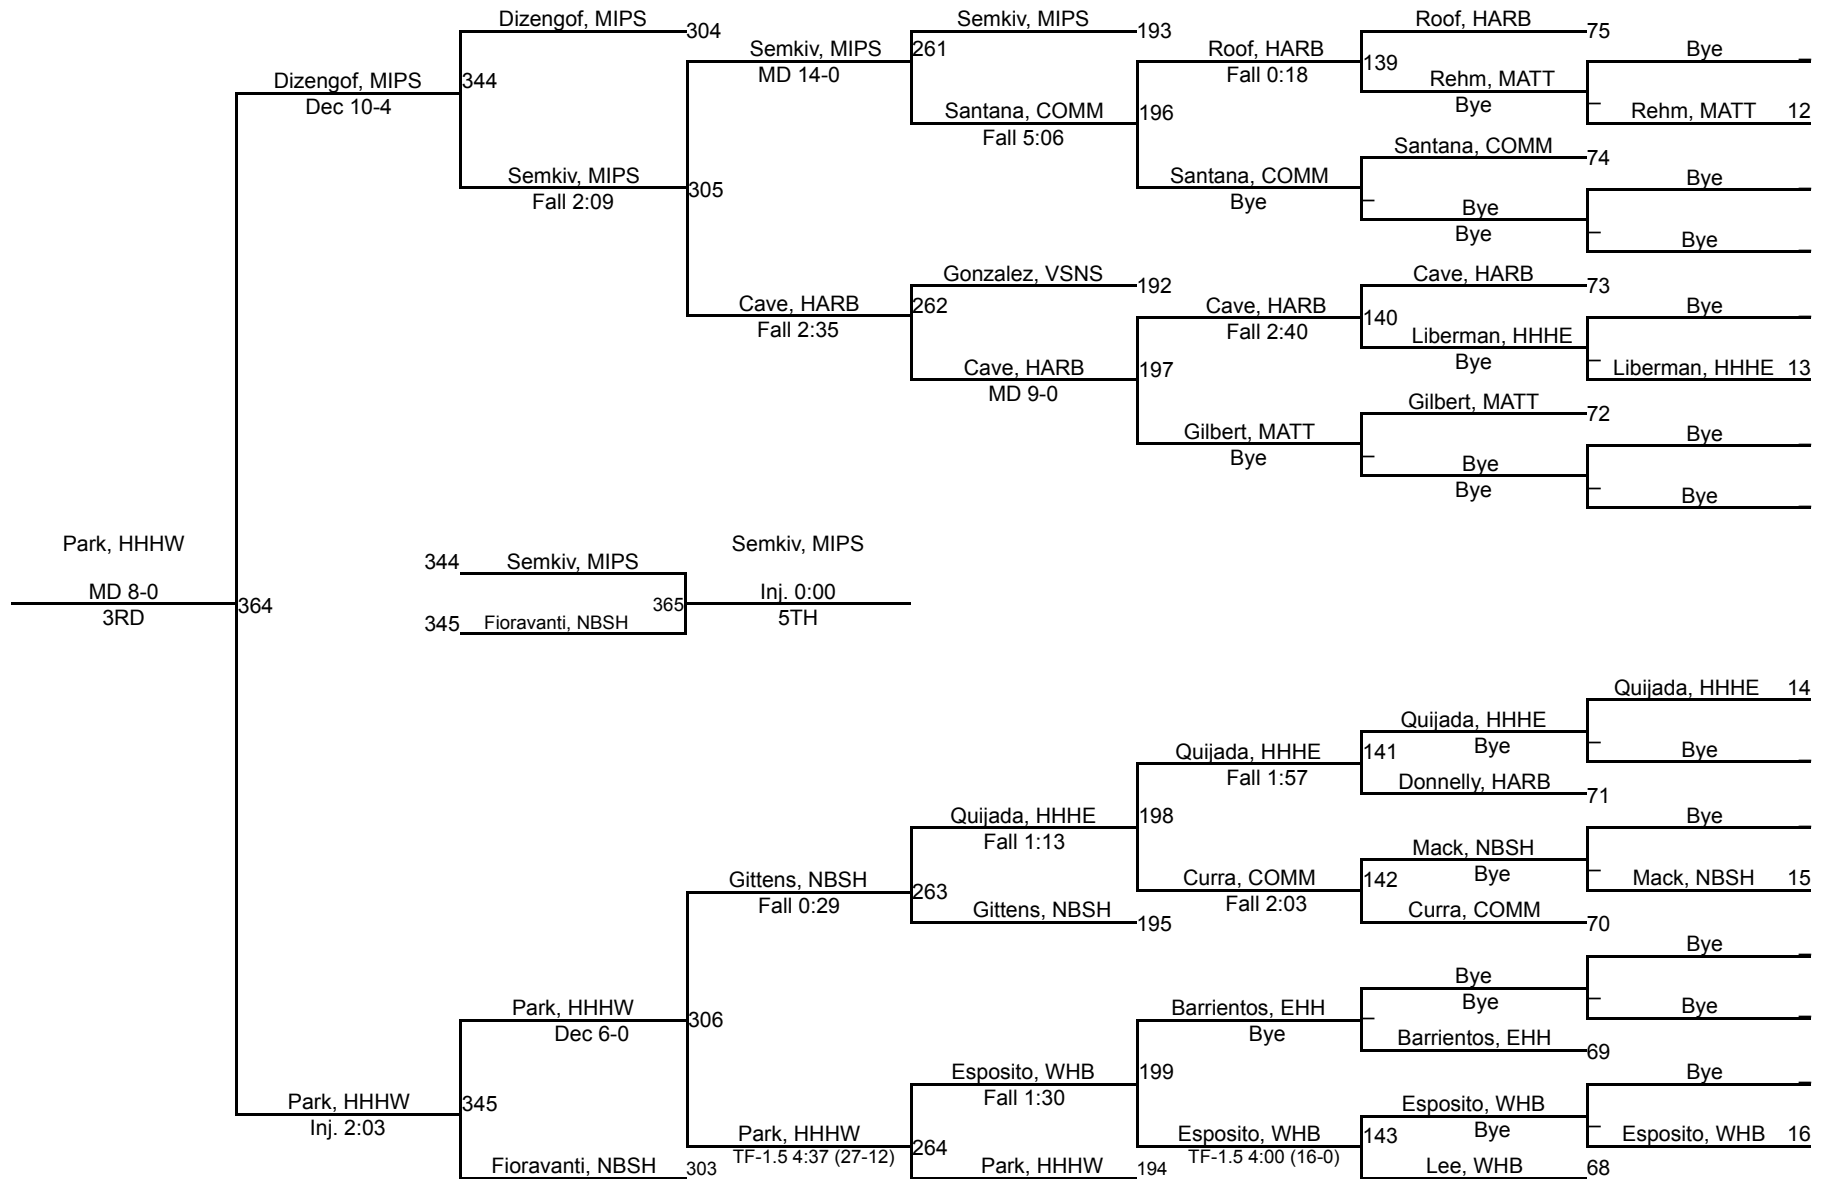 Dizengof, MIPS
304
Semkiv, MIPS
193
Roof, HARB
75
Semkiv, MIPS
261
MD 14-0
Roof, HARB
139
Fall 0:18
Bye _
Dizengof, MIPS
344
Dec 10-4
Rehm, MATT
Bye
–
Rehm, MATT 12
Santana, COMM
196
Fall 5:06
Santana, COMM
74
Semkiv, MIPS
305
Fall 2:09
Santana, COMM
Bye
–
Bye
Bye
Bye _
–
Bye _
Gonzalez, VSNS
192
Cave, HARB
73
Cave, HARB
262
Fall 2:35
Cave, HARB
140
Fall 2:40
Bye _
Liberman, HHHE
Bye
–
Liberman, HHHE 13
Cave, HARB
197
MD 9-0
Gilbert, MATT
72
Gilbert, MATT
Bye
–
Bye
Bye
Bye _
–
Bye _
Park, HHHW
MD 8-0
364
3RD
344 Semkiv, MIPS
365
345 Fioravanti, NBSH
Semkiv, MIPS
Inj. 0:00
5TH
Quijada, HHHE 14
Quijada, HHHE
Bye
–
Bye _
Quijada, HHHE
141
Fall 1:57
Donnelly, HARB
71
Quijada, HHHE
198
Fall 1:13
Bye _
Mack, NBSH
Bye
–
Mack, NBSH 15
Gittens, NBSH
263
Fall 0:29
Curra, COMM
142
Fall 2:03
Gittens, NBSH
195
Curra, COMM
70
Bye _
Bye
Bye
–
Bye _
Park, HHHW
306
Dec 6-0
Barrientos, EHH
Bye
–
Barrientos, EHH
69
Esposito, WHB
199
Fall 1:30
Bye _
Park, HHHW
345
Inj. 2:03
Esposito, WHB
Bye
–
Esposito, WHB 16
Park, HHHW
264
TF-1.5 4:37 (27-12)
Esposito, WHB
143
TF-1.5 4:00 (16-0)
Fioravanti, NBSH
303
Park, HHHW
194
Lee, WHB
68